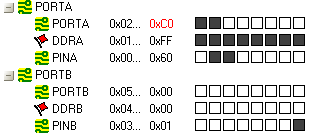 PORTA
PORTA 0x02... 0xC0
DDRA 0x01... 0xFF
PINA 0x00... 0x60
PORTB
PORTB 0x05... 0x00
DDRB 0x04... 0x00
PINB 0x03... 0x01